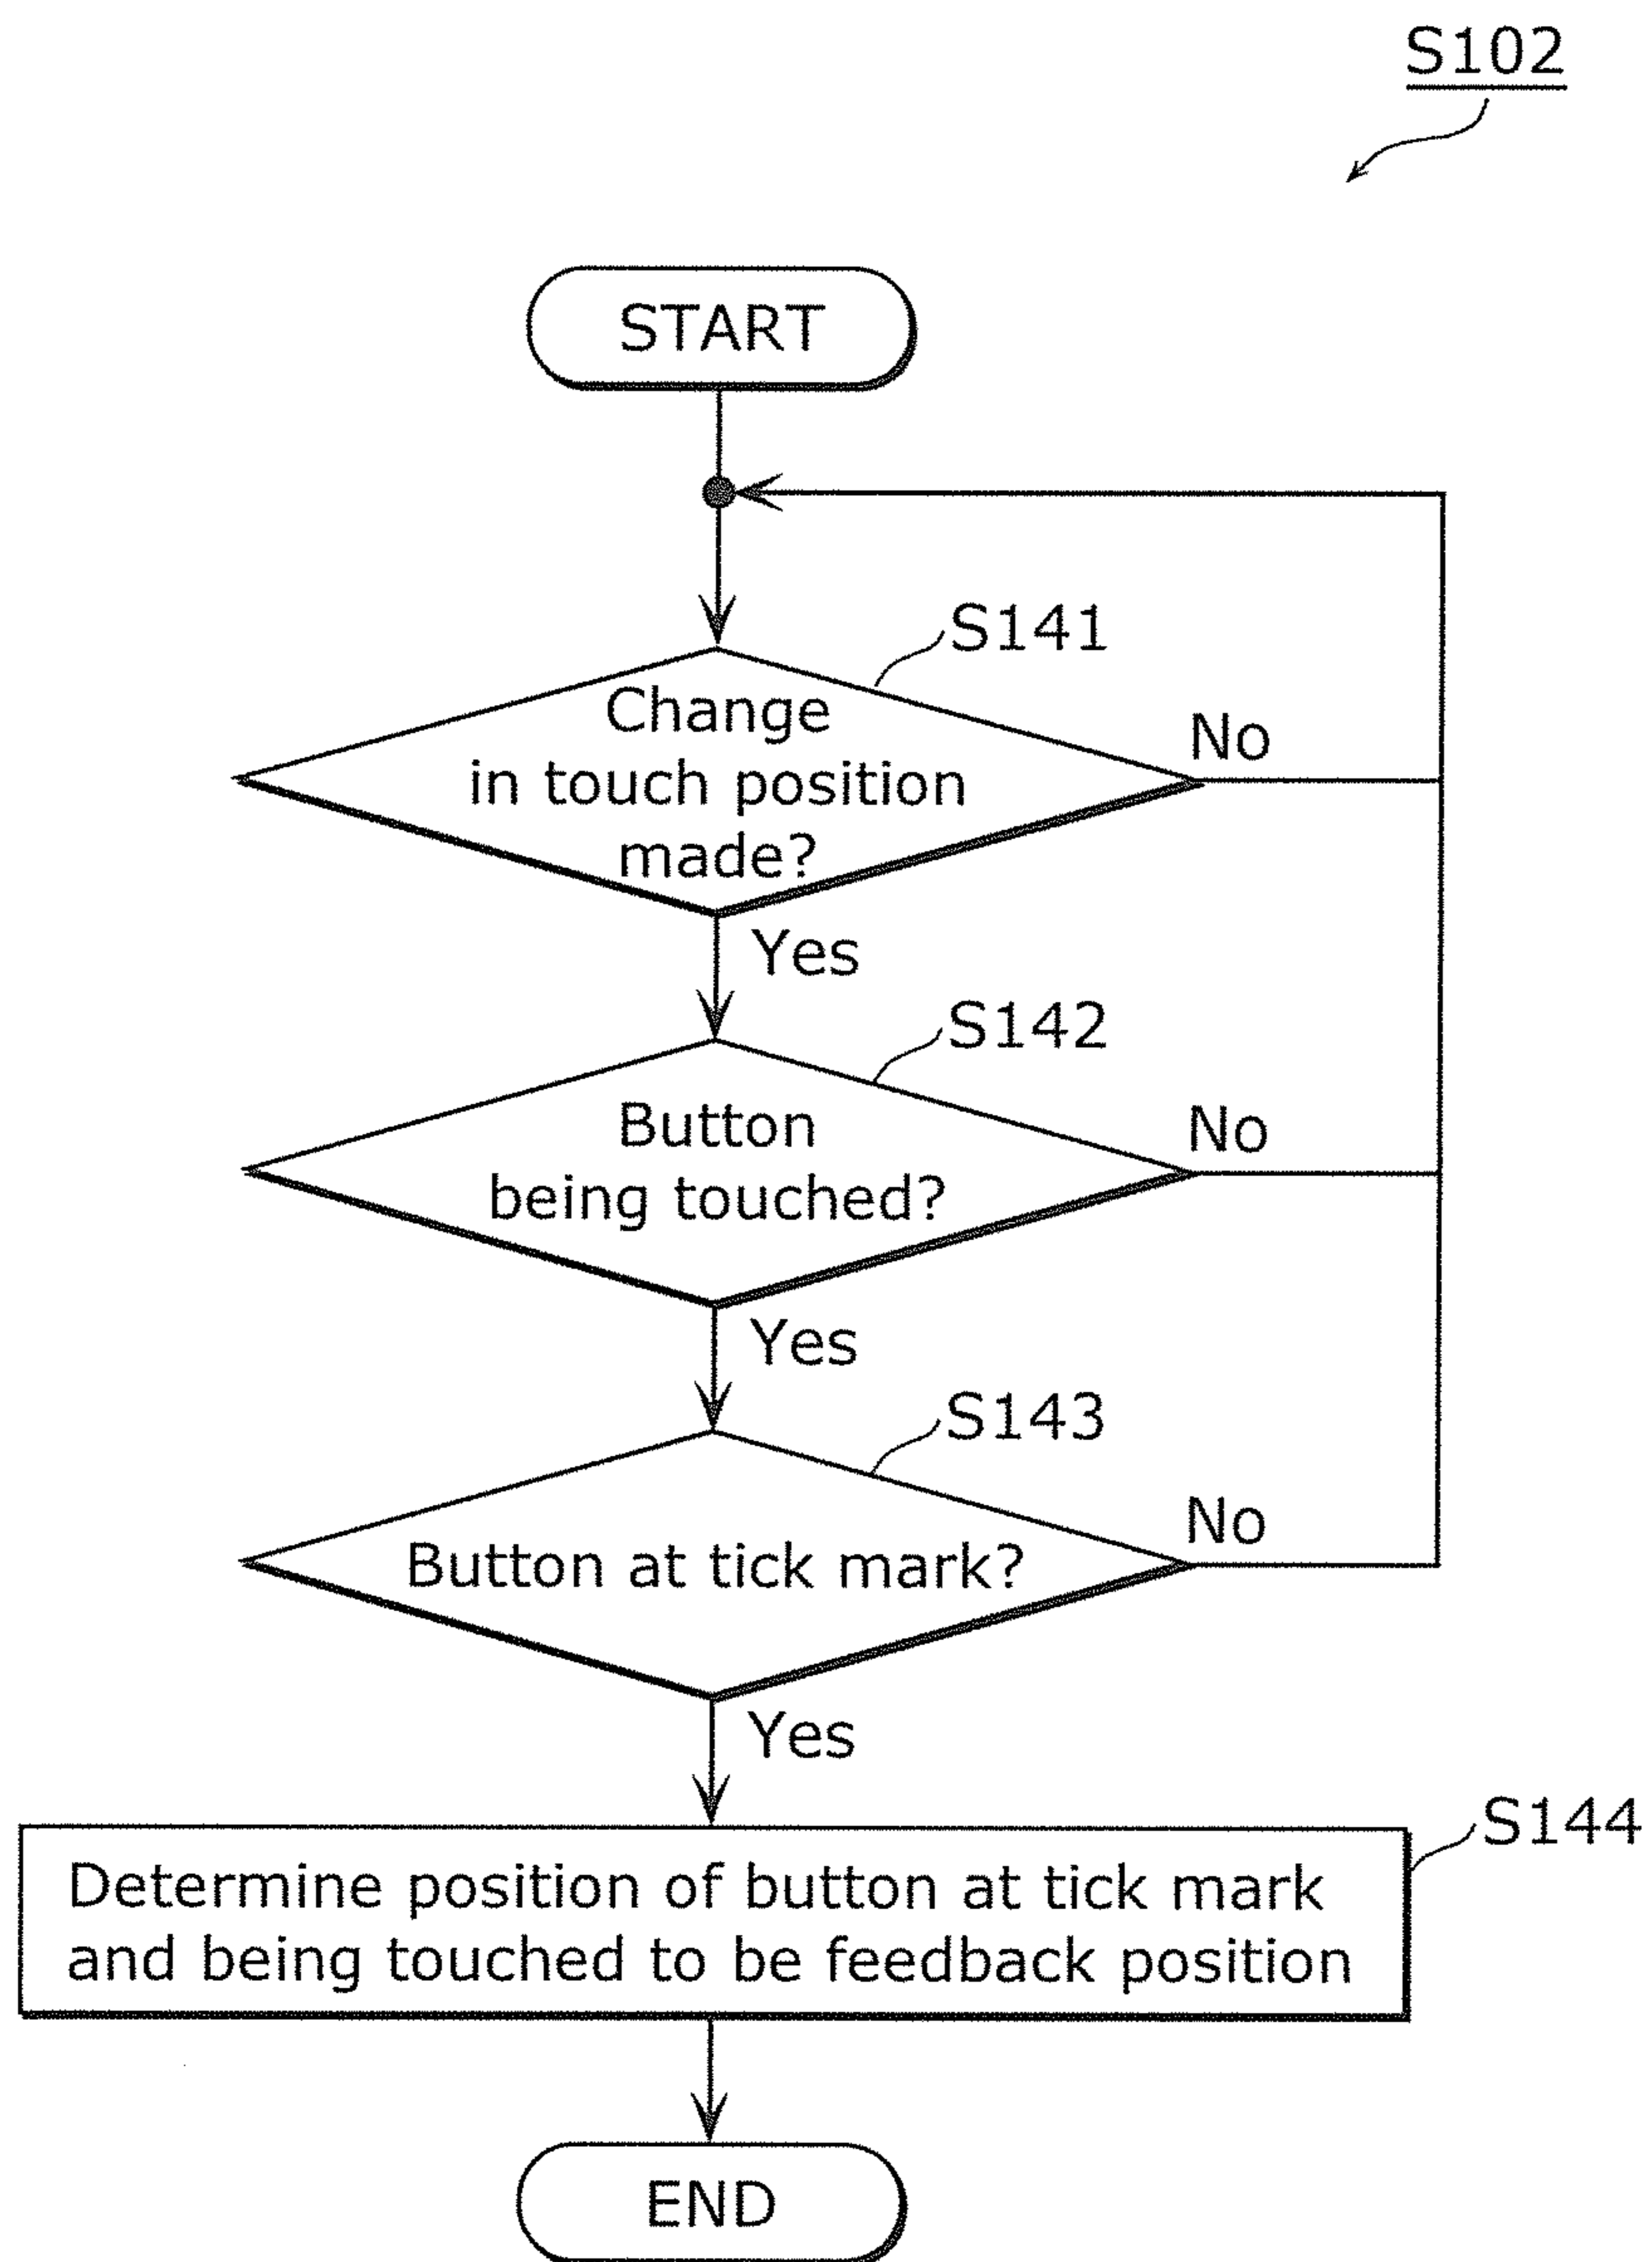 S102
START
S141
Change
in touch position
made?
No
Yes
S142
Button
being touched?
No
Yes
S143
Button at tick mark?
No
Yes
S144
Determine position of button at tick mark
and being touched to be feedback position
END